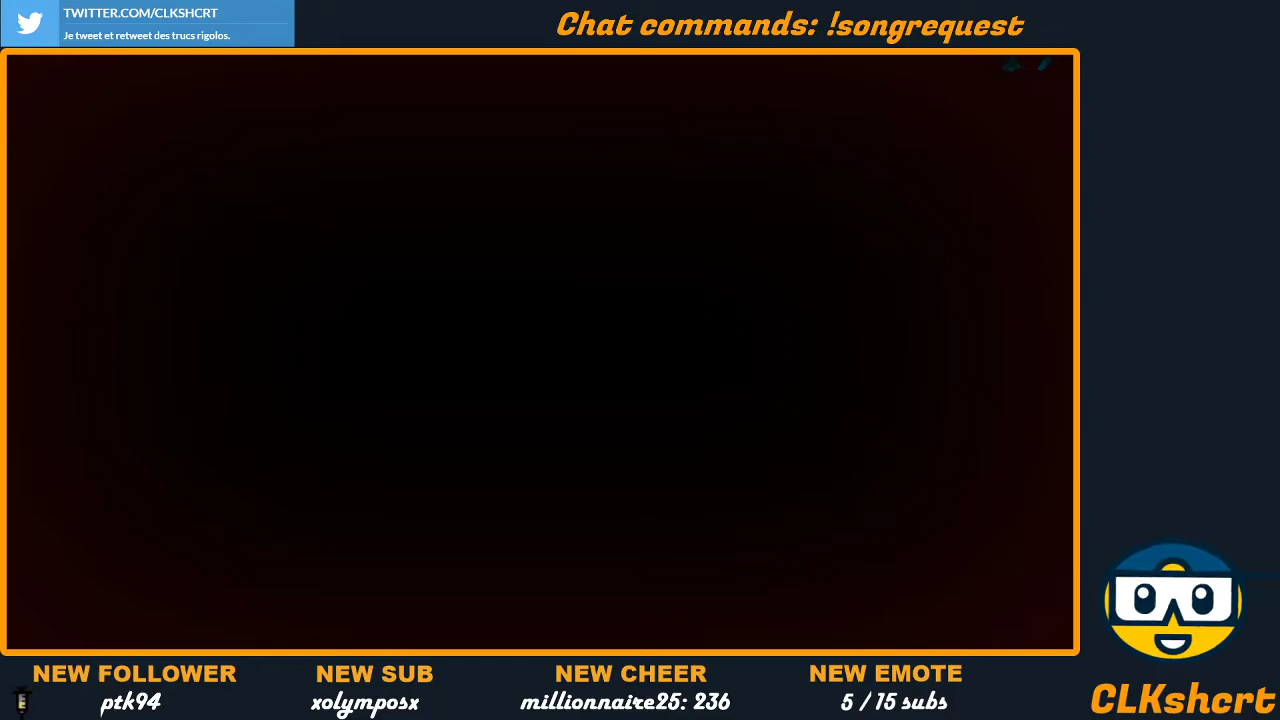 TWITTER.COM/CLKSHCRT
Je tweet et retweet des trucs rigolos.
Chat commands: !songrequest
NEW FOLLOWER
ptk94
NEW SUB
xolymposx
NEW CHEER
millionnaire25: 236
NEW EMOTE
5 / 15 subs
E
CLKshcrt